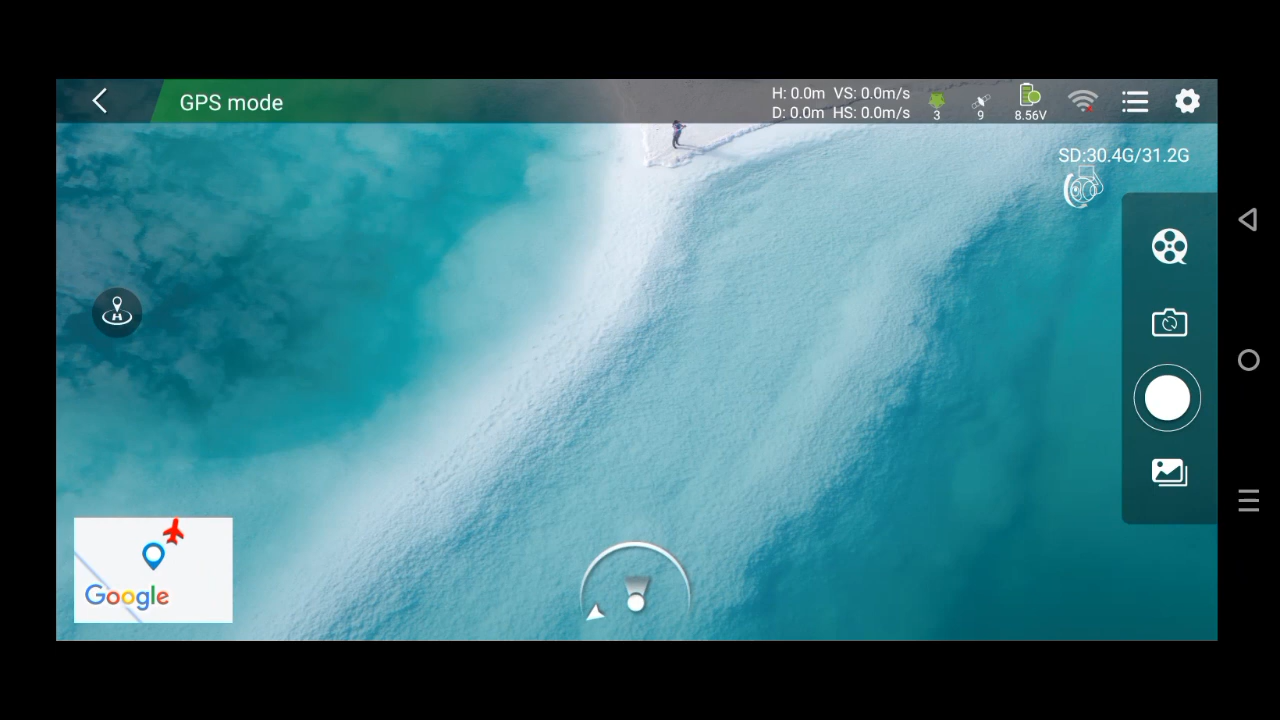 GPS mode
H: 0.0m VS: 0.0m/s
D: 0.0m HS: 0.0m/s
3
9
8.56V
SD:30.4G/31.2G
H
Google